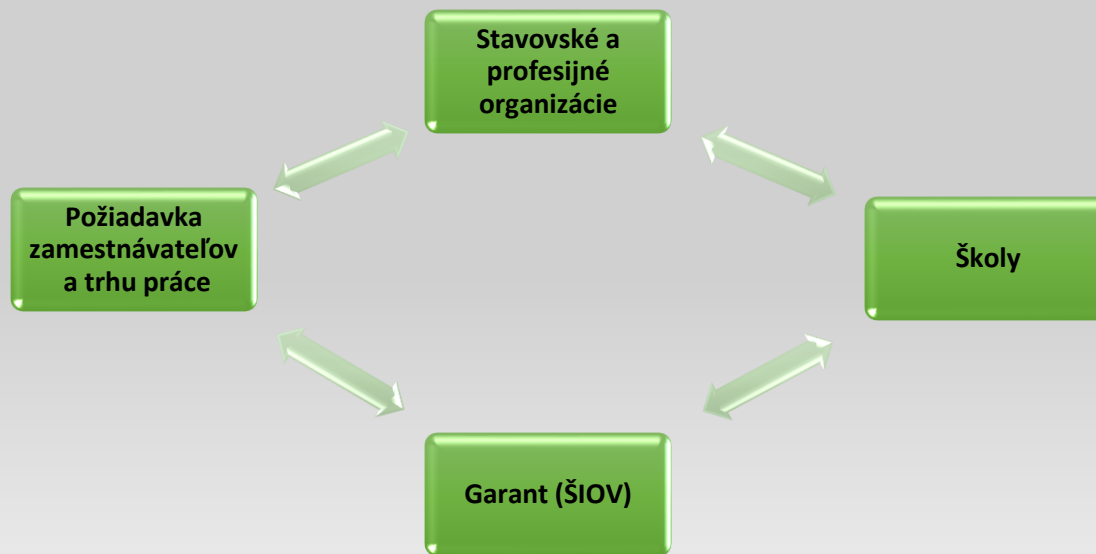 Stavovské a
profesijné
organizácie
Požiadavka
zamestnávateľov
a trhu práce
Školy
Garant (ŠIOV)